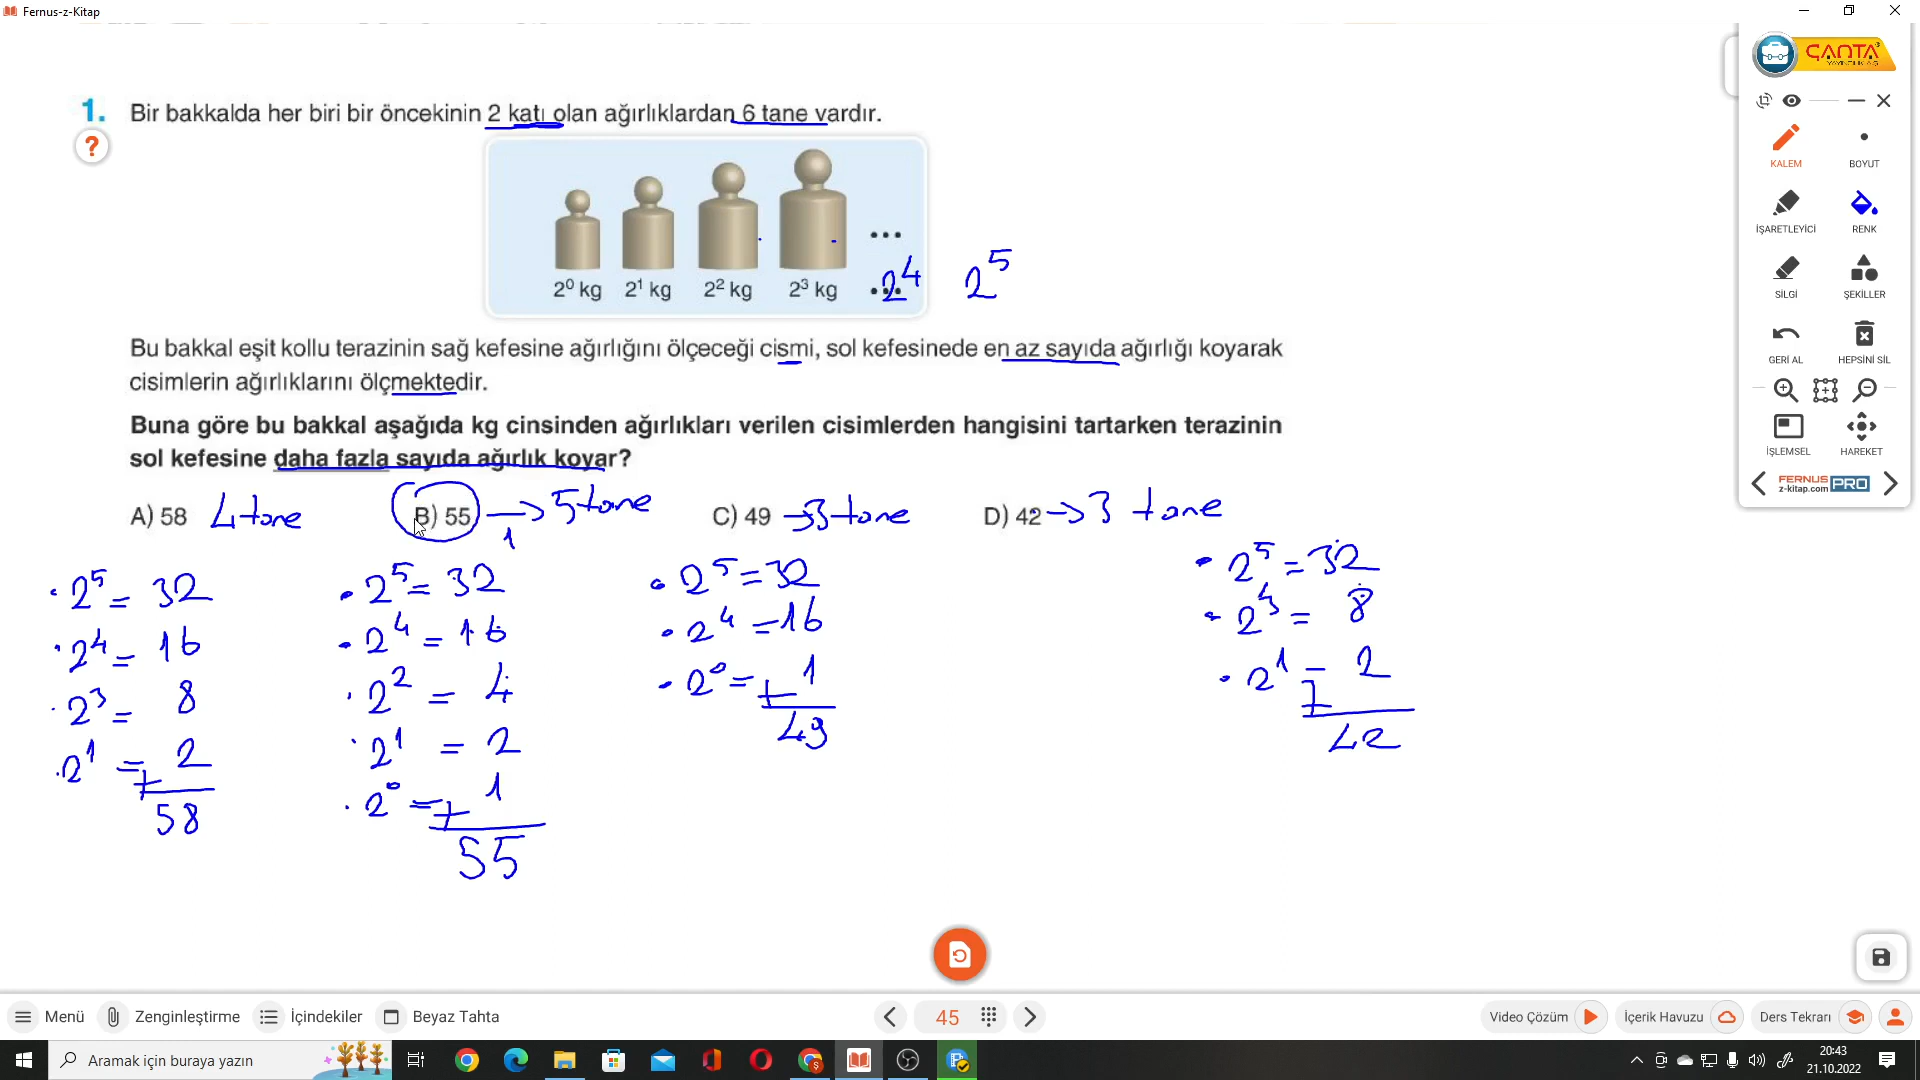 Fernus-z-Kitap
1. Bir bakkalda her biri bir öncekinin 2 katı olan ağırlıklardan 6 tane vardır.
?
...
2⁰ kg 2¹ kg 2² kg 2³ kg ...
2⁴ 2⁵
Bu bakkal eşit kollu terazinin sağ kefesine ağırlığını ölçeceği cismi, sol kefesinede en az sayıda ağırlığı koyarak
cisimlerin ağırlıklarını ölçmektedir.
Buna göre bu bakkal aşağıda kg cinsinden ağırlıkları verilen cisimlerden hangisini tartarken terazinin
sol kefesine daha fazla sayıda ağırlık koyar?
A) 58 4 tane B) 55 → 5 tane C) 49 → 3 tane D) 42 → 3 tane
1
2⁵ = 32
2⁴ = 16
2³ = 8
2¹ = 2
+
58
2⁵ = 32
2⁴ = 16
2² = 4
2¹ = 2
2⁰ = 1
+
55
2⁵ = 32
2⁴ = 16
2⁰ = 1
+
49
2⁵ = 32
2³ = 8
2¹ = 2
+
42
ÇANTA
YAYINCILIK A.Ş.
KALEM BOYUT
İŞARETLEYİCİ RENK
SİLGİ ŞEKİLLER
GERİ AL HEPSİNİ SİL
İŞLEMSEL HAREKET
FERNUS
z-kitap.com PRO
Menü Zenginleştirme İçindekiler Beyaz Tahta 45 Video Çözüm İçerik Havuzu Ders Tekrarı
Aramak için buraya yazın
20:43
21.10.2022